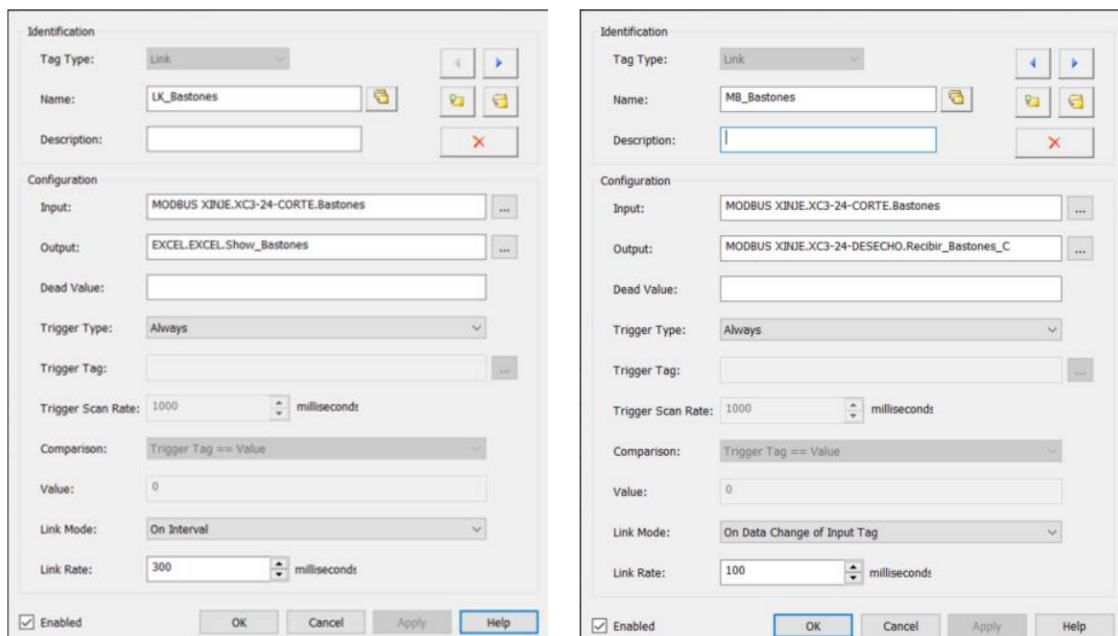 Identification
Tag Type: Link
Name: LK_Bastones
Description:
Configuration
Input: MODBUS XINJE.XC3-24-CORTE.Bastones ...
Output: EXCEL.EXCEL.Show_Bastones ...
Dead Value:
Trigger Type: Always
Trigger Tag: ...
Trigger Scan Rate: 1000 milliseconds
Comparison: Trigger Tag == Value
Value: 0
Link Mode: On Interval
Link Rate: 300 milliseconds
Enabled OK Cancel Apply Help
Identification
Tag Type: Link
Name: MB_Bastones
Description:
Configuration
Input: MODBUS XINJE.XC3-24-CORTE.Bastones ...
Output: MODBUS XINJE.XC3-24-DESECHO.Recibir_Bastones_C ...
Dead Value:
Trigger Type: Always
Trigger Tag: ...
Trigger Scan Rate: 1000 milliseconds
Comparison: Trigger Tag == Value
Value: 0
Link Mode: On Data Change of Input Tag
Link Rate: 100 milliseconds
Enabled OK Cancel Apply Help